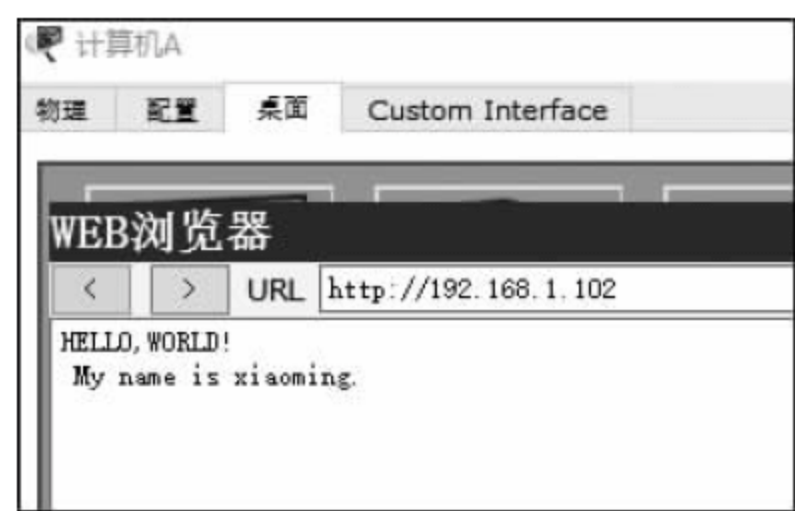 计算机A
物理 配置 桌面 Custom Interface
WEB浏览器
< > URL http://192.168.1.102
HELLO,WORLD!
My name is xiaoming.